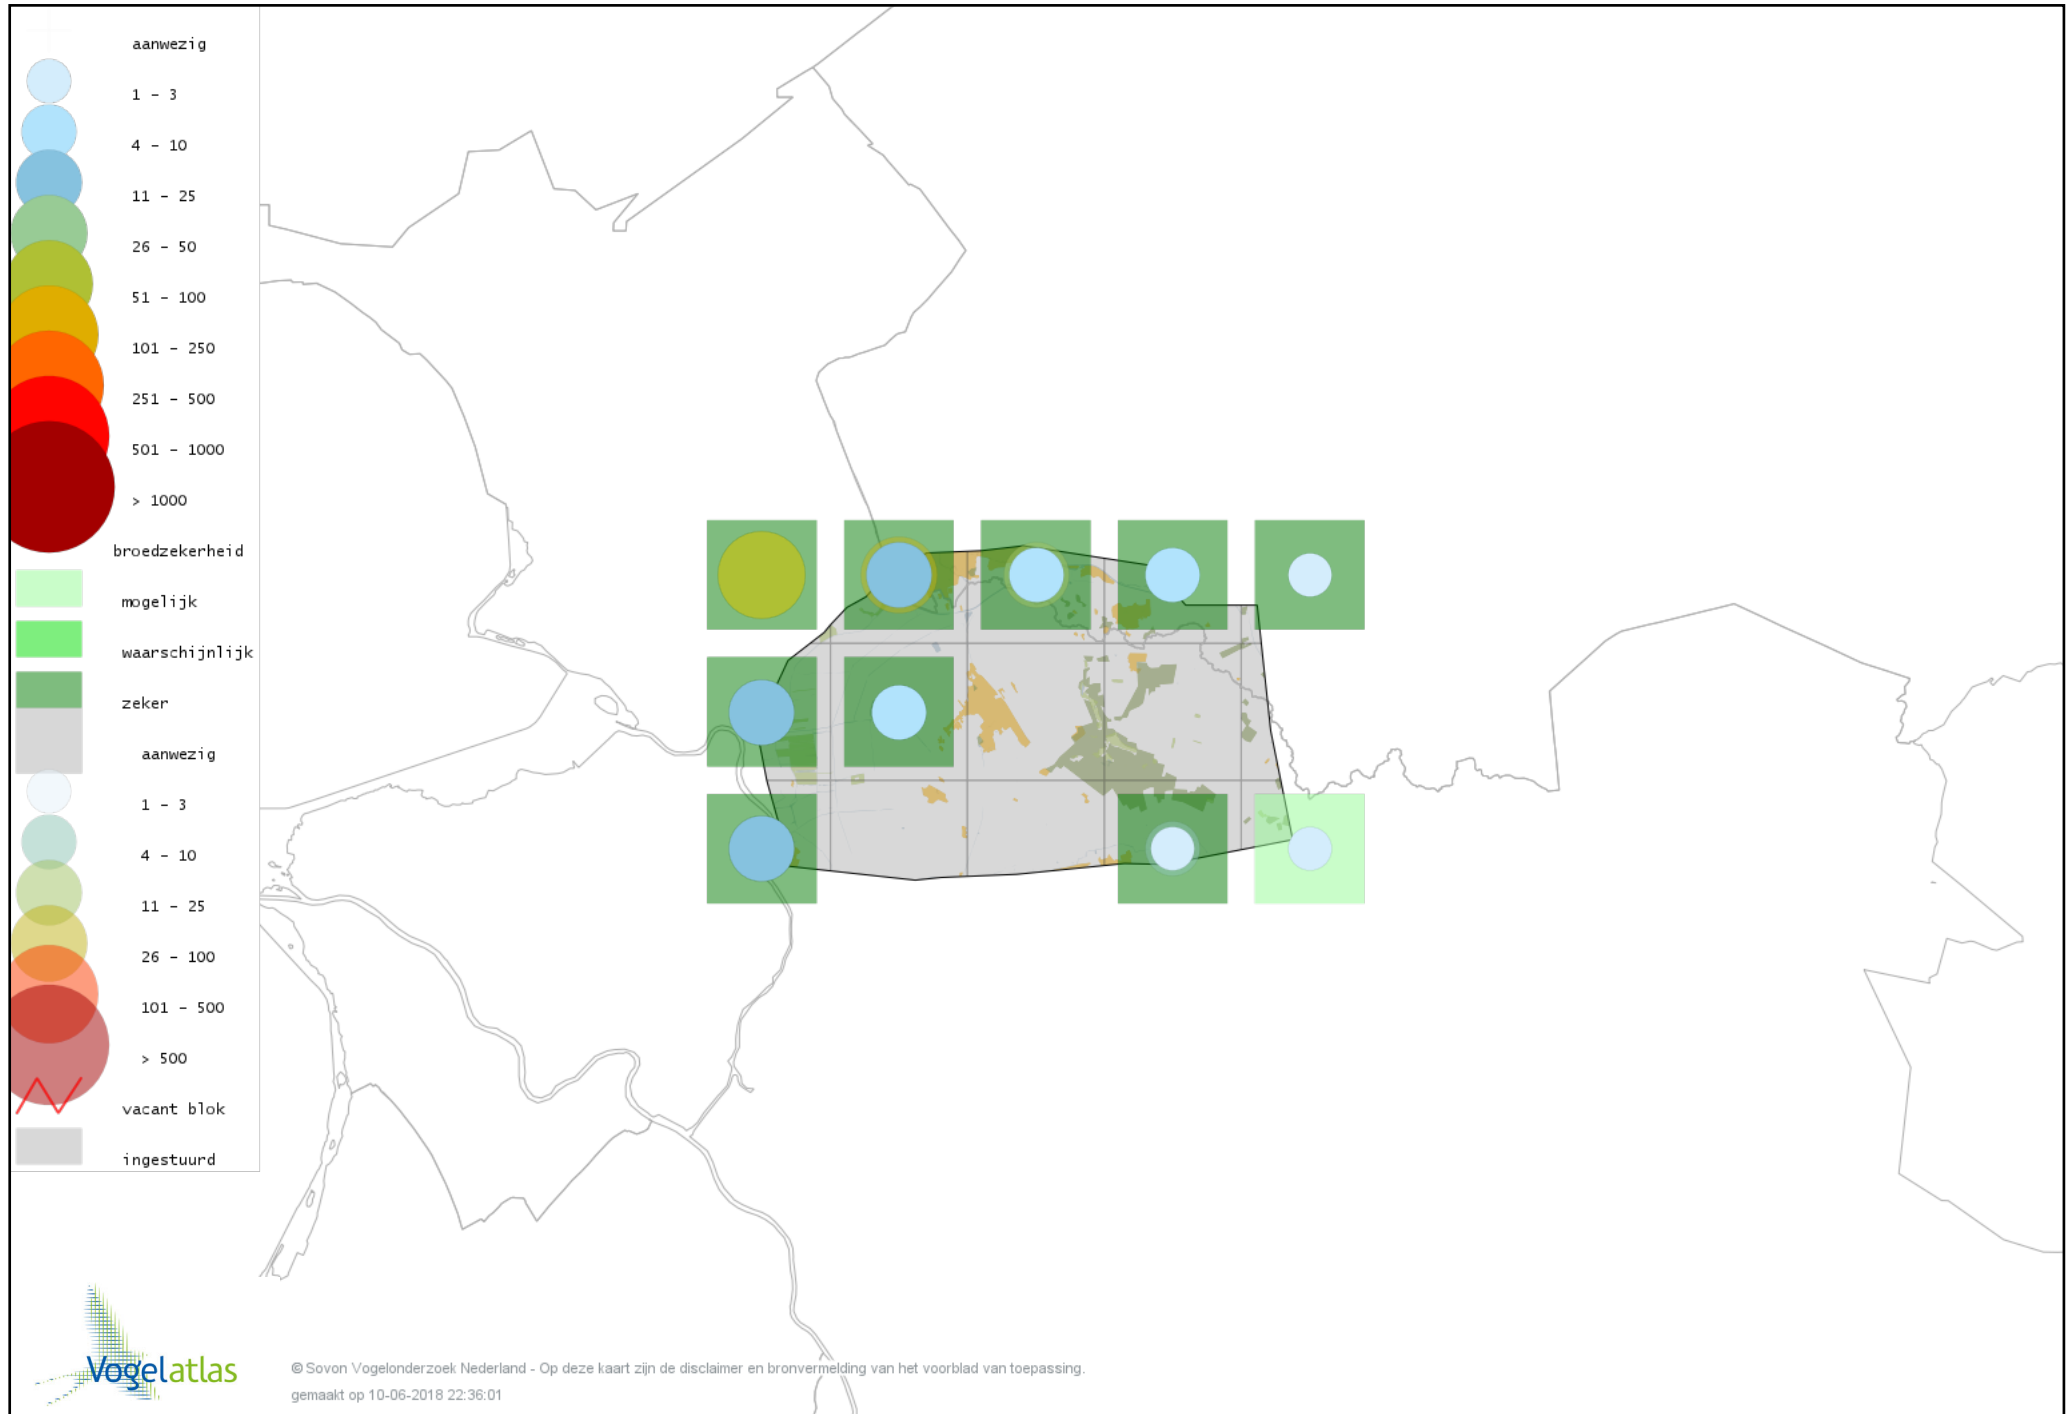 aanwezig
1 - 3
4 - 10
11 - 25
26 - 50
51 - 100
101 - 250
251 - 500
501 - 1000
> 1000
broedzekerheid
mogelijk
waarschijnlijk
zeker
aanwezig
1 - 3
4 - 10
11 - 25
26 - 100
101 - 500
> 500
vacant blok
ingestuurd
Vogelatlas
© Sovon Vogelonderzoek Nederland - Op deze kaart zijn de disclaimer en bronvermelding van het voorblad van toepassing.
gemaakt op 10-06-2018 22:36:01